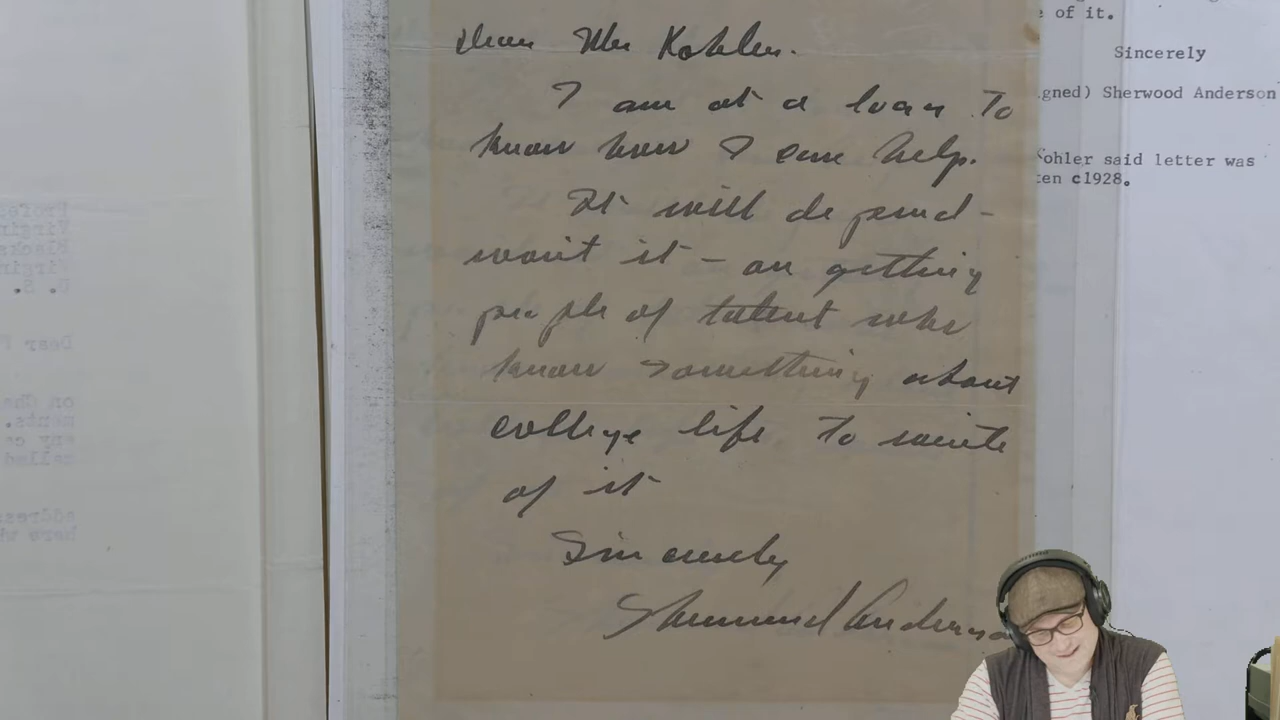 Dear Mr Kohler.
I am at a loss to
know how I can help.
It will depend -
won't it - on getting
people of talent who
know something about
college life to write
of it
Sincerely
Sherwood Anderson
e of it.
Sincerely
gned) Sherwood Anderson
Kohler said letter was
ten c1928.